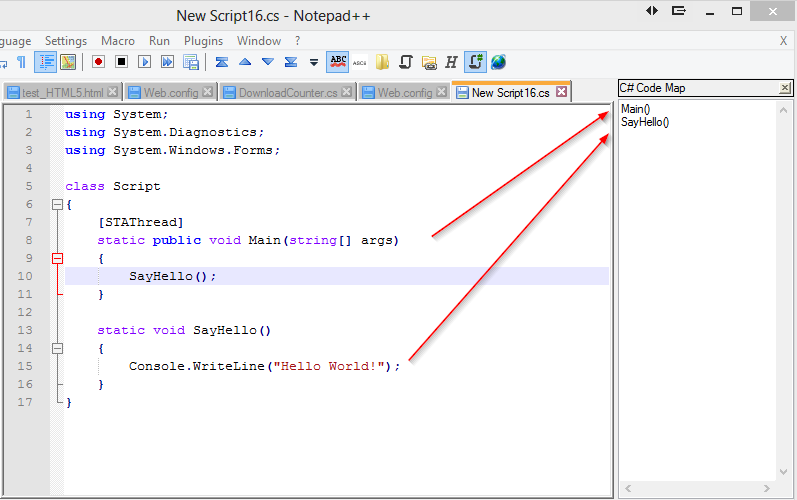 New Script16.cs - Notepad++
guage Settings Macro Run Plugins Window ? X
ABC ABCS H
test_HTML5.html Web.config DownloadCounter.cs Web.config New Script16.cs
C# Code Map
Main()
SayHello()
1 using System;
2 using System.Diagnostics;
3 using System.Windows.Forms;
4
5 class Script
6 {
7 [STAThread]
8 static public void Main(string[] args)
9 {
10 SayHello();
11 }
12
13 static void SayHello()
14 {
15 Console.WriteLine("Hello World!");
16 }
17 }